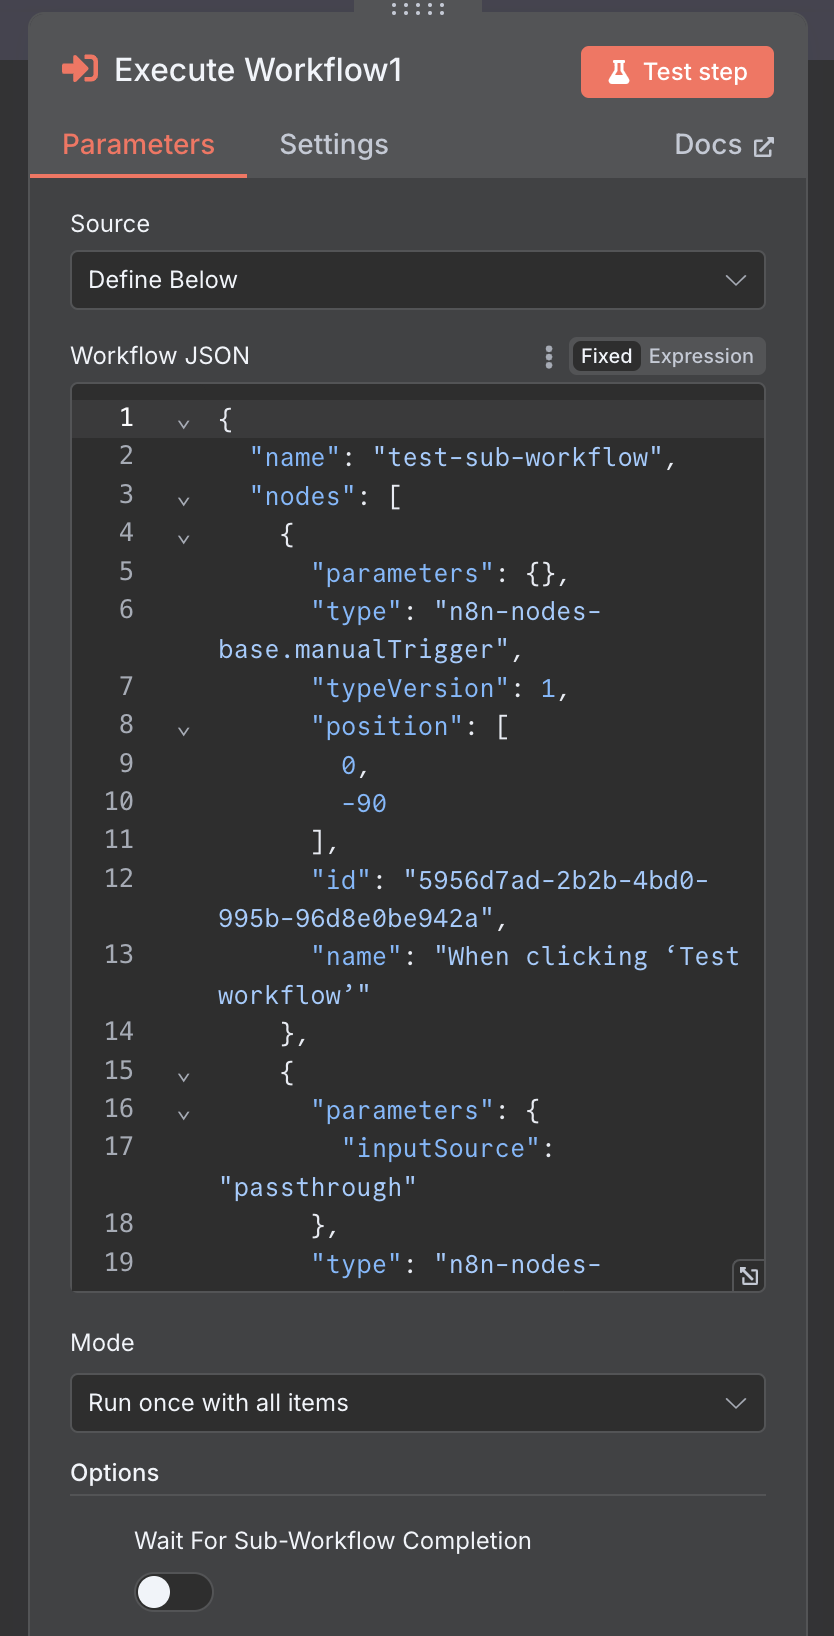 Execute Workflow1
Test step
Parameters
Settings
Docs
Source
Define Below
Workflow JSON
Fixed
Expression
1 {
2   "name": "test-sub-workflow",
3   "nodes": [
4     {
5       "parameters": {},
6       "type": "n8n-nodes-
base.manualTrigger",
7       "typeVersion": 1,
8       "position": [
9         0,
10         -90
11       ],
12       "id": "5956d7ad-2b2b-4bd0-
995b-96d8e0be942a",
13       "name": "When clicking ‘Test
workflow’"
14     },
15     {
16       "parameters": {
17         "inputSource":
"passthrough"
18       },
19       "type": "n8n-nodes-
Mode
Run once with all items
Options
Wait For Sub-Workflow Completion